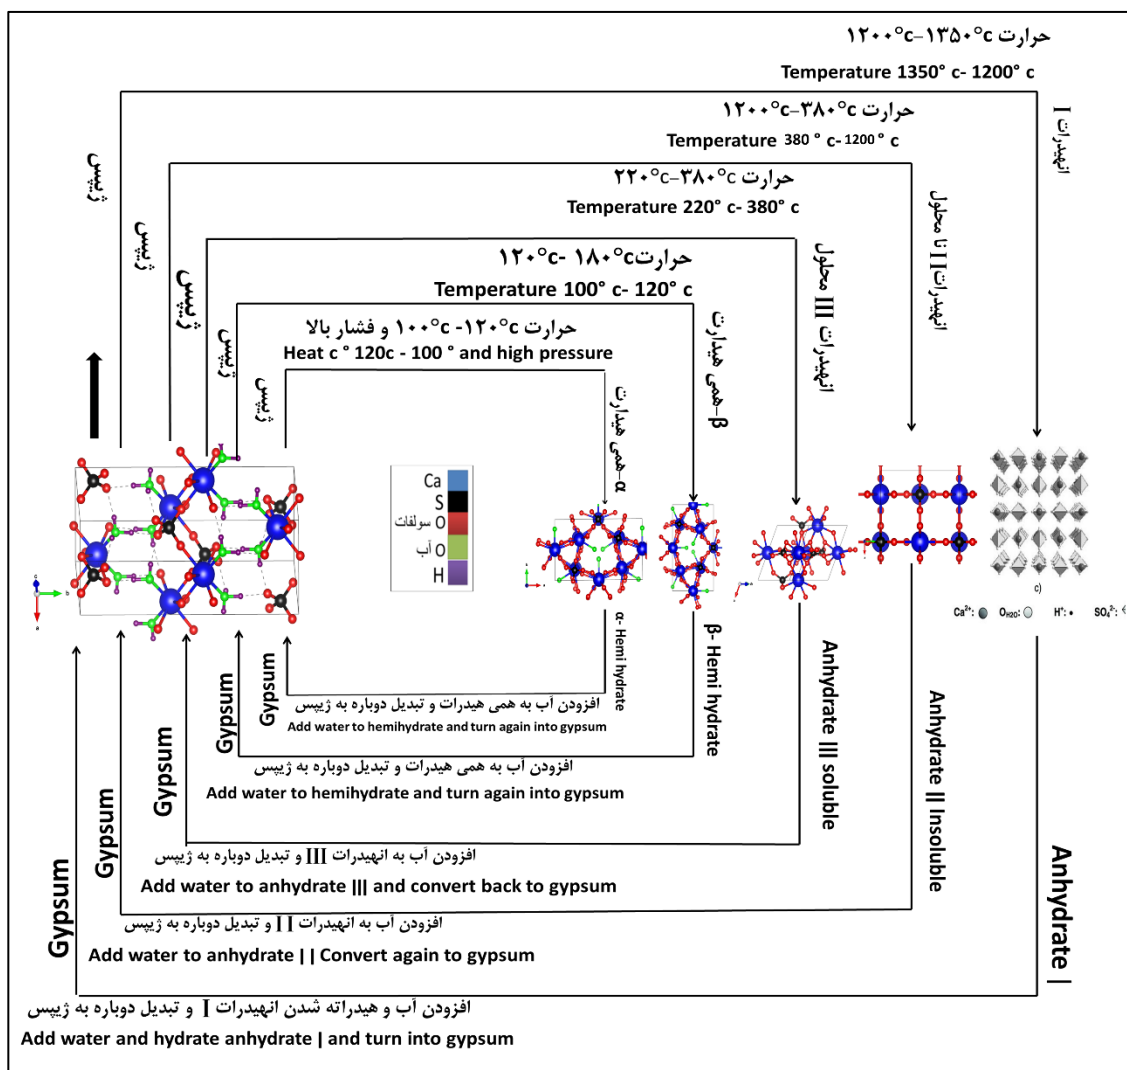 حرارت ۱۲۰۰°c–۱۳۵۰°c
Temperature 1350° c- 1200° c
حرارت ۱۲۰۰°c–۳۸۰°c
Temperature 380 ° c- 1200 ° c
حرارت ۲۲۰°c–۳۸۰°c
Temperature 220° c- 380° c
حرارت۱۲۰°c- ۱۸۰°c
Temperature 100° c- 120° c
حرارت ۱۰۰°c -۱۲۰°c و فشار بالا
Heat c ° 120c - 100 ° and high pressure
ژیپس
ژیپس
ژیپس
ژیپس
ژیپس
α–همی هیدارت
β–همی هیدارت
انهیدرات III محلول
انهیدراتII نا محلول
انهیدرات I
Ca
S
O سولفات
O آب
H
c)
Ca²⁺:
O_H2O:
H⁺:
SO₄²⁻:
Gypsum
Gypsum
Gypsum
Gypsum
Gypsum
α- Hemi hydrate
β- Hemi hydrate
Anhydrate ||| soluble
Anhydrate || Insoluble
Anhydrate |
افزودن آب به همی هیدرات و تبدیل دوباره به ژیپس
Add water to hemihydrate and turn again into gypsum
افزودن آب به همی هیدرات و تبدیل دوباره به ژیپس
Add water to hemihydrate and turn again into gypsum
افزودن آب به انهیدرات III و تبدیل دوباره به ژیپس
Add water to anhydrate ||| and convert back to gypsum
افزودن آب به انهیدرات II و تبدیل دوباره به ژیپس
Add water to anhydrate || Convert again to gypsum
افزودن آب و هیدراته شدن انهیدرات I و تبدیل دوباره به ژیپس
Add water and hydrate anhydrate | and turn into gypsum